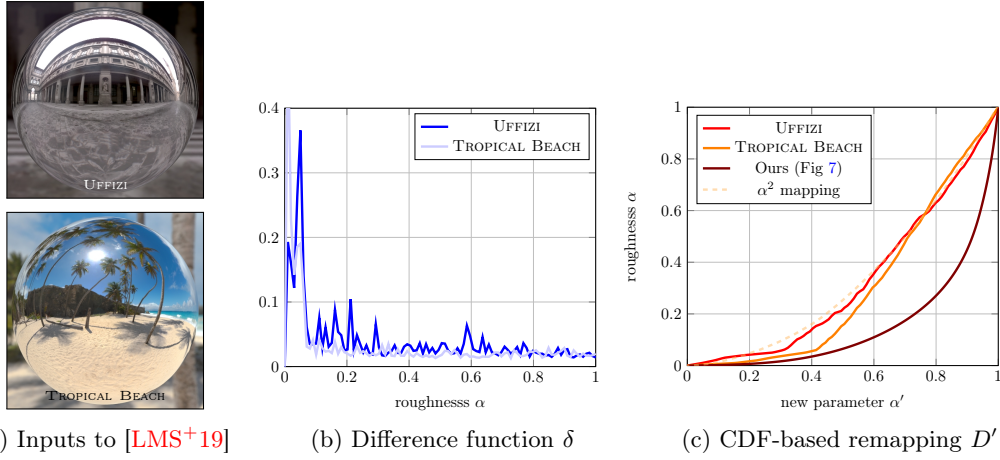 UFFIZI
TROPICAL BEACH
) Inputs to [LMS+19]
0.4
0.3
0.2
0.1
0
0 0.2 0.4 0.6 0.8 1
roughnesss α
UFFIZI
TROPICAL BEACH
(b) Difference function δ
1
0.8
0.6
0.4
0.2
0
0 0.2 0.4 0.6 0.8 1
roughnesss α
new parameter α′
UFFIZI
TROPICAL BEACH
Ours (Fig 7)
α² mapping
(c) CDF-based remapping D′